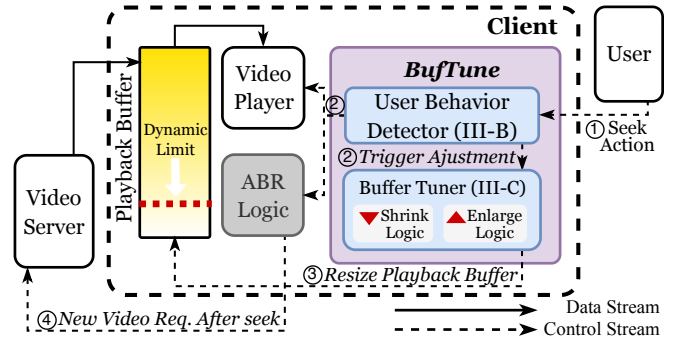 Client
User
BufTune
Playback Buffer
Video
Player
②
User Behavior
Detector (III-B)
① Seek
Action
Dynamic
Limit
② Trigger Ajustment
Video
Server
ABR
Logic
Buffer Tuner (III-C)
Shrink
Logic
Enlarge
Logic
③ Resize Playback Buffer
④ New Video Req. After seek
Data Stream
Control Stream